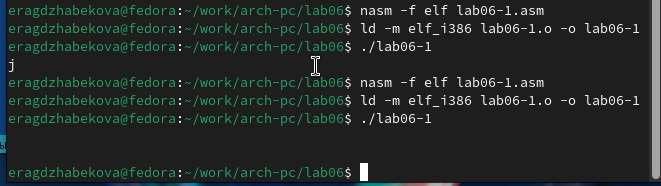 eragdzhabekova@fedora:~/work/arch-pc/lab06$ nasm -f elf lab06-1.asm
eragdzhabekova@fedora:~/work/arch-pc/lab06$ ld -m elf_i386 lab06-1.o -o lab06-1
eragdzhabekova@fedora:~/work/arch-pc/lab06$ ./lab06-1
j
eragdzhabekova@fedora:~/work/arch-pc/lab06$ nasm -f elf lab06-1.asm
eragdzhabekova@fedora:~/work/arch-pc/lab06$ ld -m elf_i386 lab06-1.o -o lab06-1
eragdzhabekova@fedora:~/work/arch-pc/lab06$ ./lab06-1
eragdzhabekova@fedora:~/work/arch-pc/lab06$